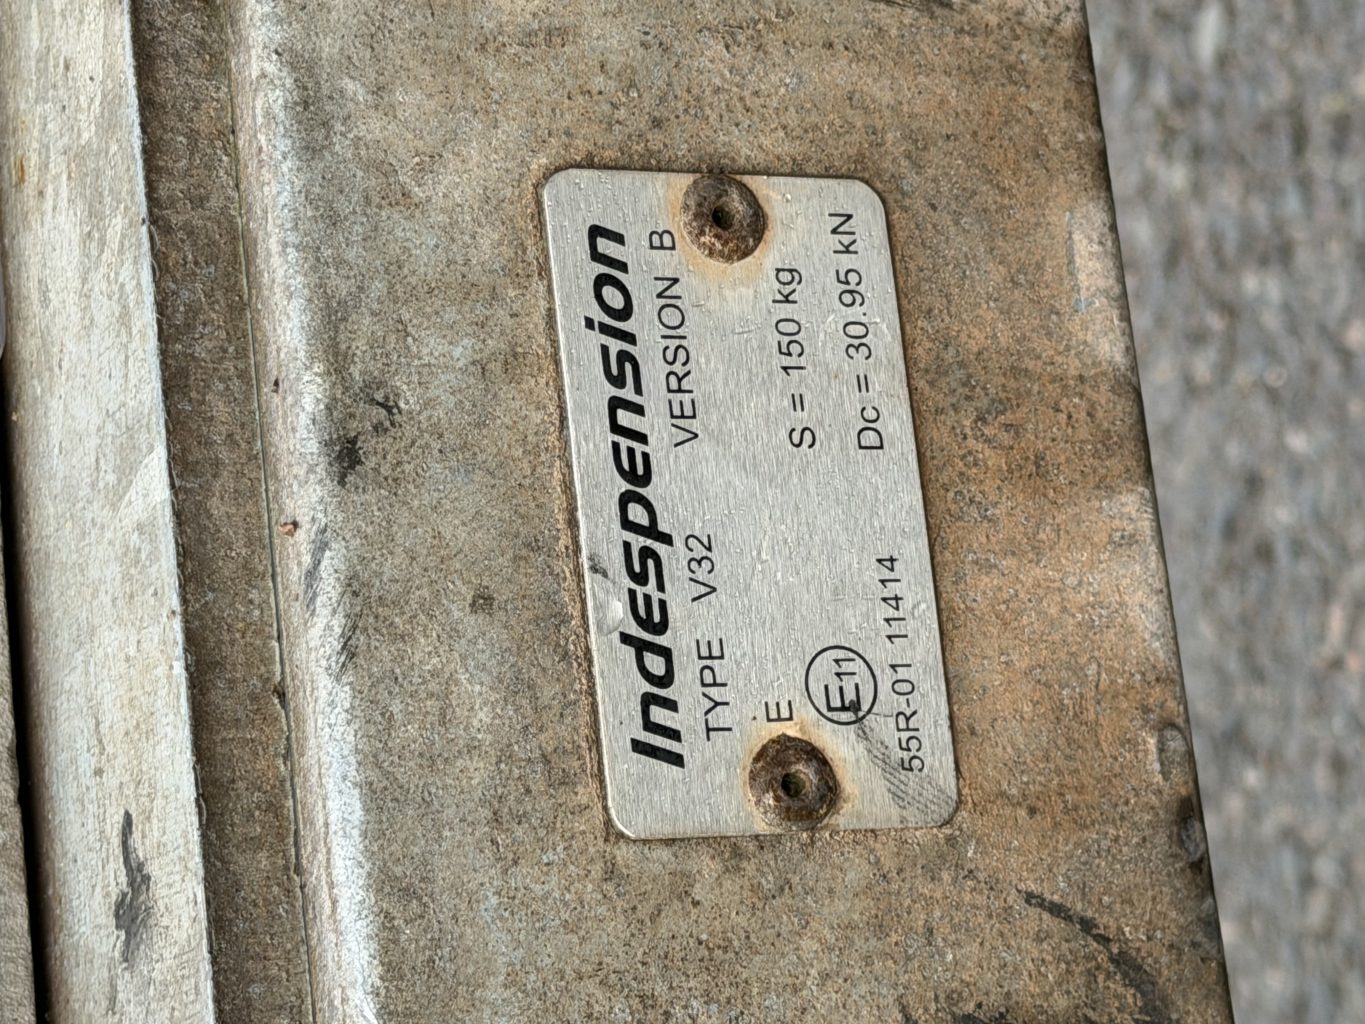 Indespension
TYPE V32 VERSION B
E S = 150 kg
E11 Dc = 30.95 kN
55R-01 11414